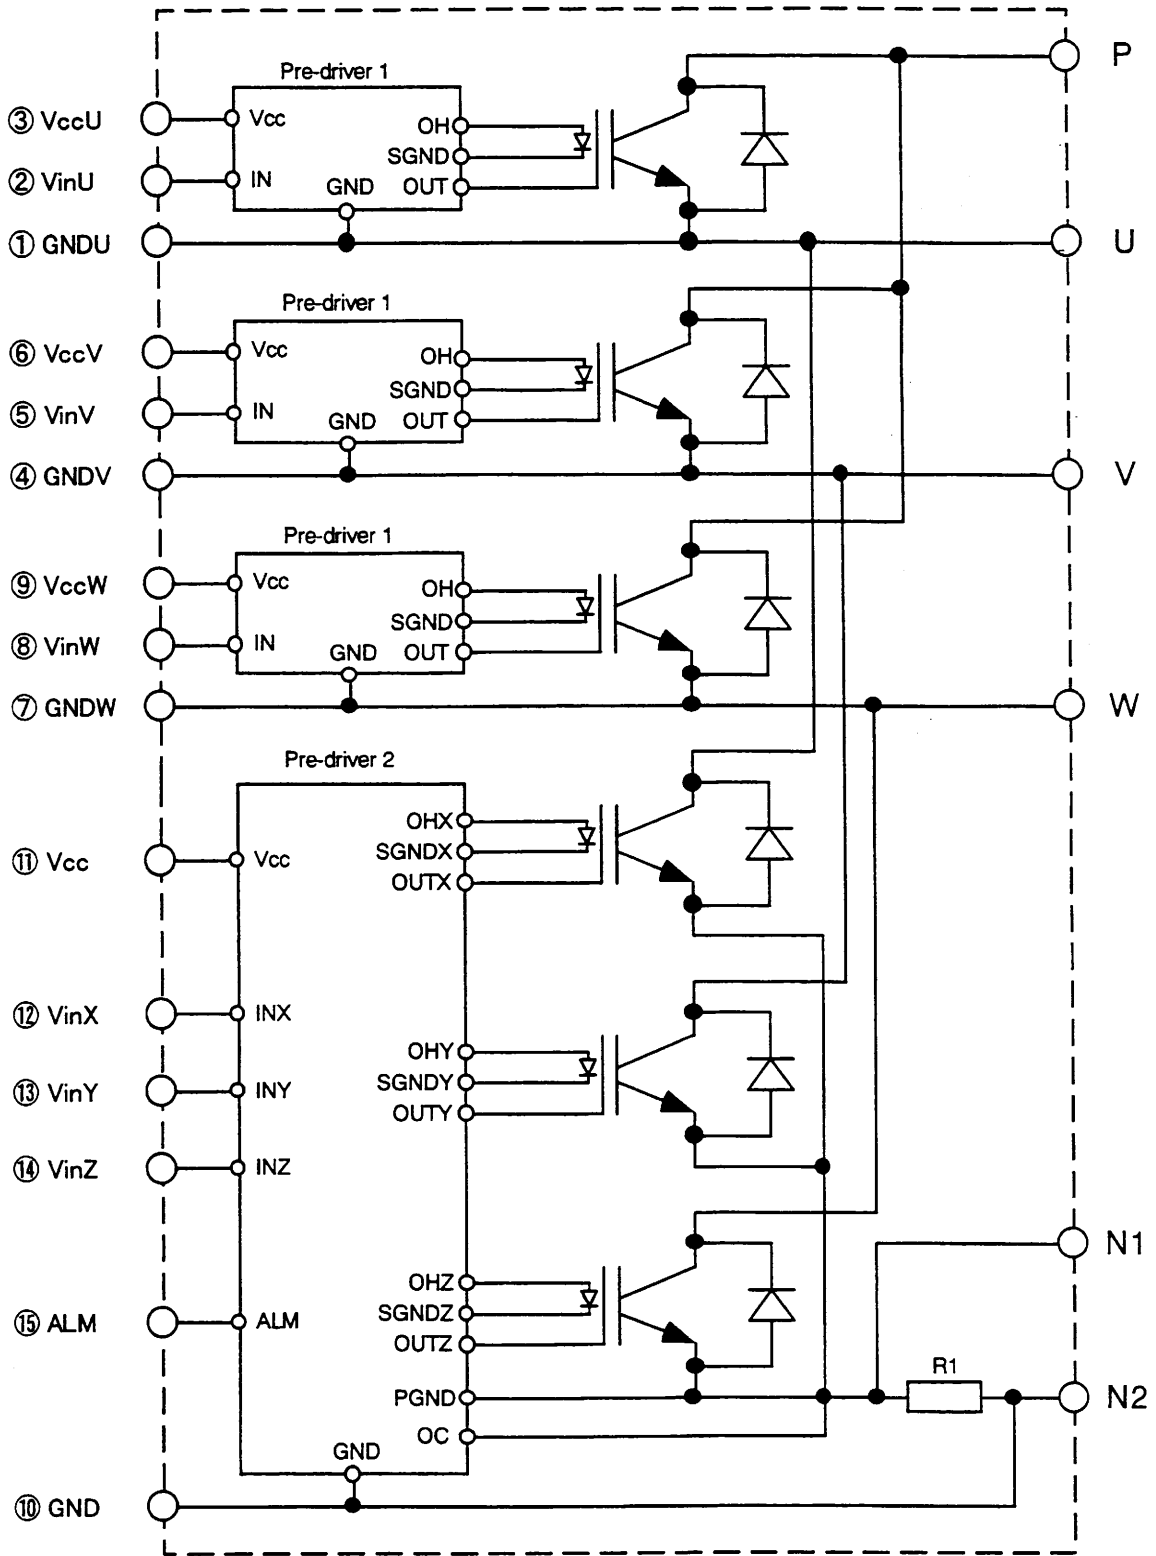 P
Pre-driver 1
③ VccU
Vcc
OH
SGND
② VinU
IN
GND
OUT
① GNDU
U
Pre-driver 1
⑥ VccV
Vcc
OH
SGND
⑤ VinV
IN
GND
OUT
④ GNDV
V
Pre-driver 1
⑨ VccW
Vcc
OH
SGND
⑧ VinW
IN
GND
OUT
⑦ GNDW
W
Pre-driver 2
OHX
⑪ Vcc
Vcc
SGNDX
OUTX
⑫ VinX
INX
OHY
SGNDY
⑬ VinY
INY
OUTY
⑭ VinZ
INZ
N1
OHZ
SGNDZ
⑮ ALM
ALM
OUTZ
R1
PGND
N2
OC
GND
⑩ GND